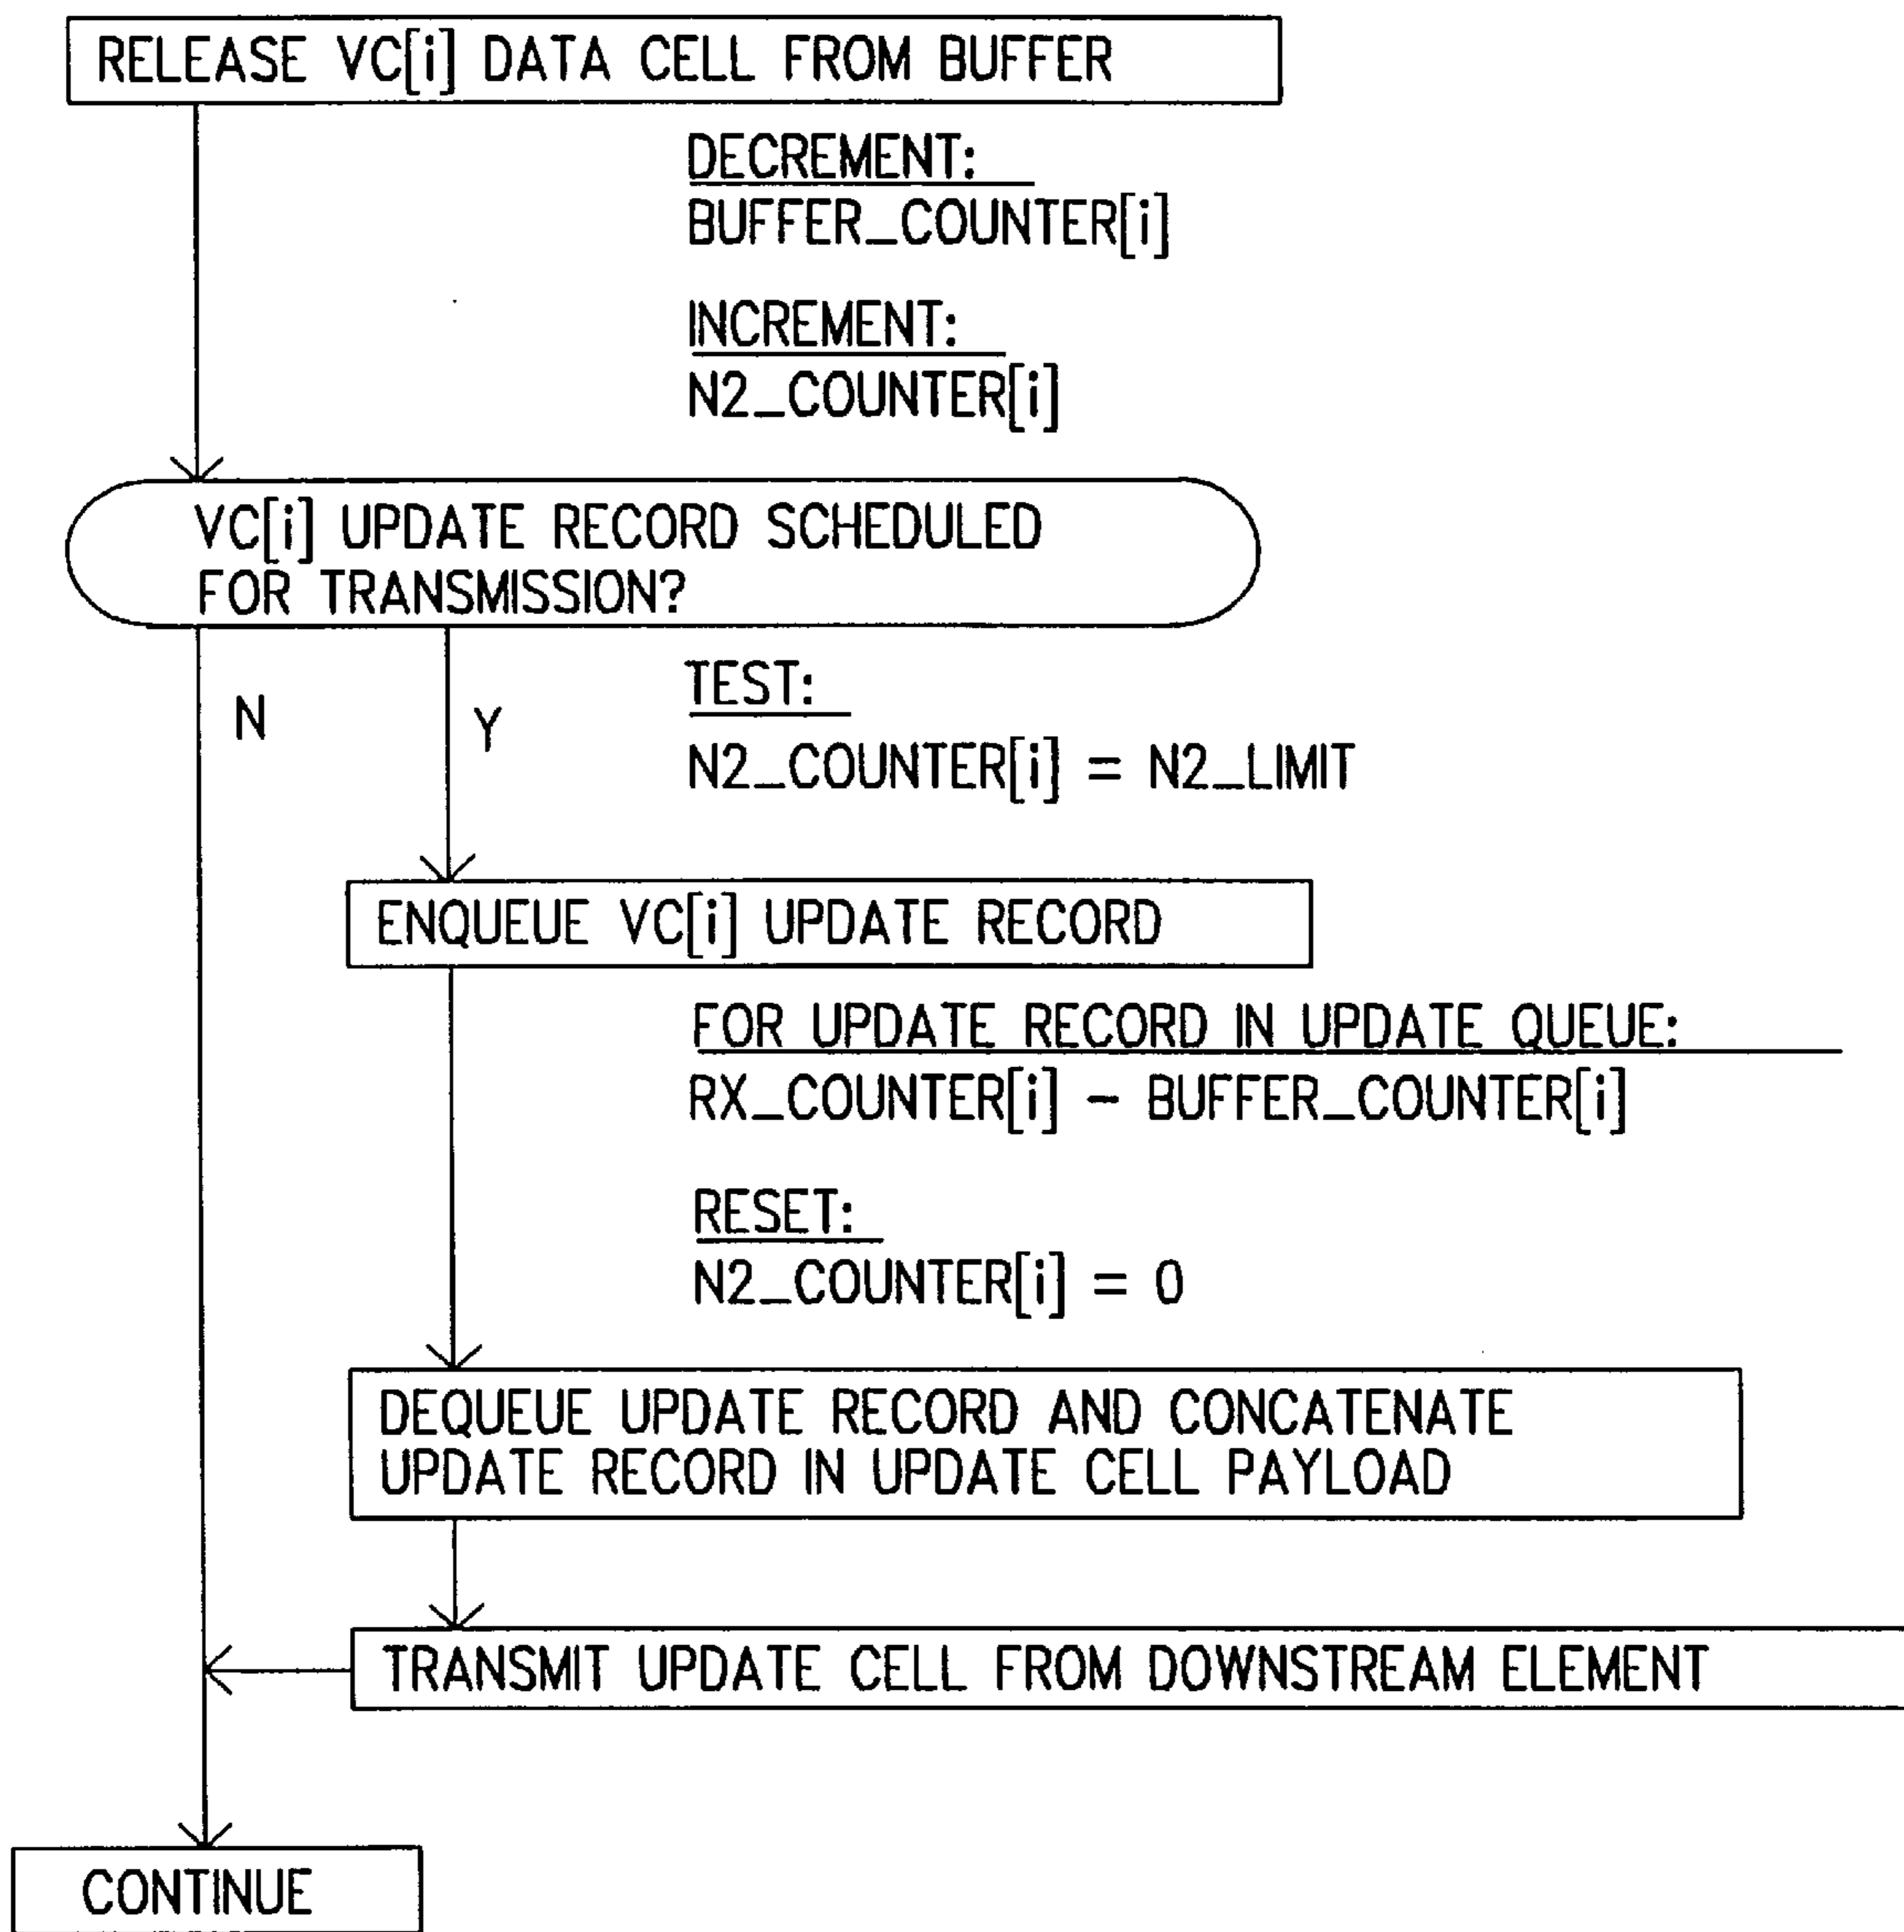 RELEASE VC[i] DATA CELL FROM BUFFER
DECREMENT:
BUFFER_COUNTER[i]
INCREMENT:
N2_COUNTER[i]
VC[i] UPDATE RECORD SCHEDULED
FOR TRANSMISSION?
N
Y
TEST:
N2_COUNTER[i] = N2_LIMIT
ENQUEUE VC[i] UPDATE RECORD
FOR UPDATE RECORD IN UPDATE QUEUE:
RX_COUNTER[i] - BUFFER_COUNTER[i]
RESET:
N2_COUNTER[i] = 0
DEQUEUE UPDATE RECORD AND CONCATENATE
UPDATE RECORD IN UPDATE CELL PAYLOAD
TRANSMIT UPDATE CELL FROM DOWNSTREAM ELEMENT
CONTINUE